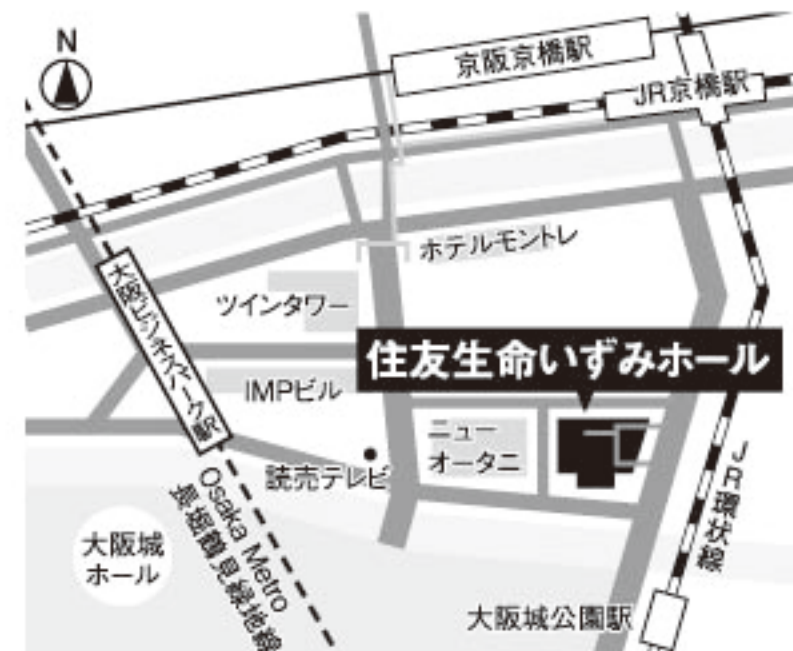 N
京阪京橋駅
JR京橋駅
ホテルモントレ
ツインタワー
大阪ビジネスパーク駅
住友生命いずみホール
IMPビル
ニュー
オータニ
読売テレビ
JR環状線
Osaka Metro
長堀鶴見緑地線
大阪城
ホール
大阪城公園駅